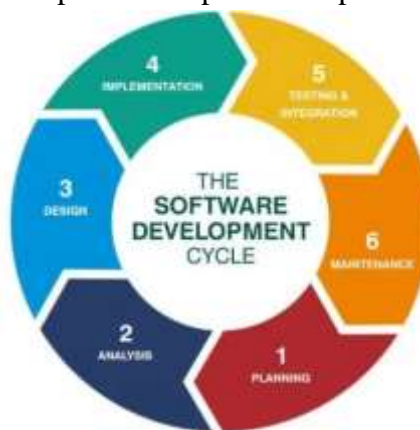 THE
SOFTWARE
DEVELOPMENT
CYCLE
1
PLANNING
2
ANALYSIS
3
DESIGN
4
IMPLEMENTATION
5
TESTING &
INTEGRATION
6
MAINTENANCE